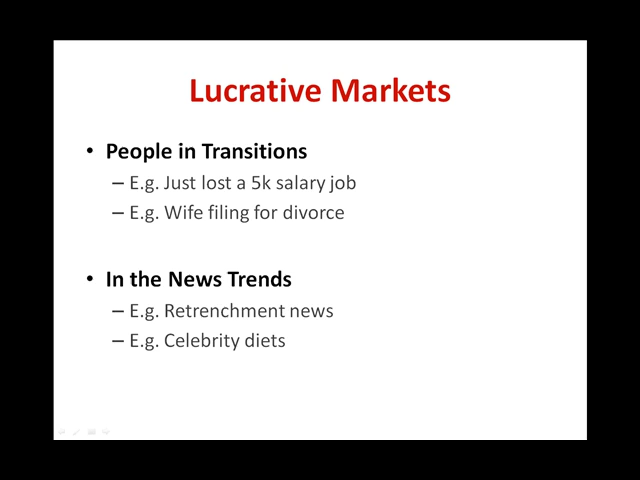 Lucrative Markets
• People in Transitions
– E.g. Just lost a 5k salary job
– E.g. Wife filing for divorce
• In the News Trends
– E.g. Retrenchment news
– E.g. Celebrity diets